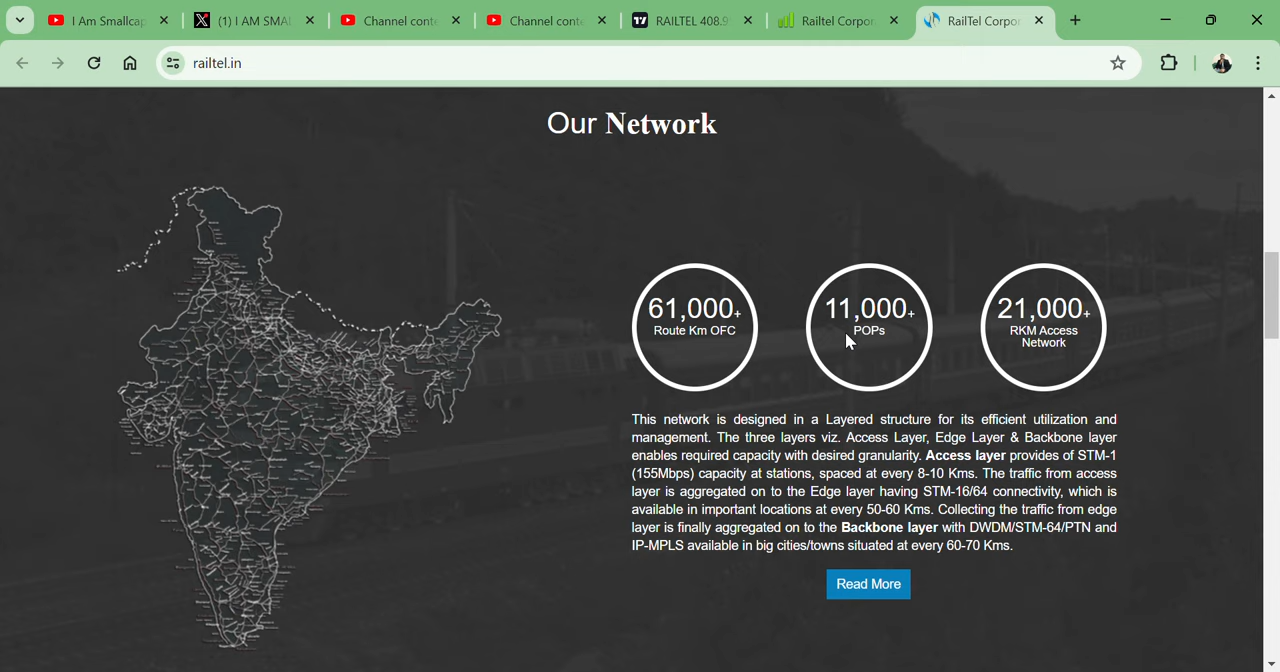 I Am Smallcap
(1) I AM SMAL
Channel conte
Channel conte
RAILTEL 408.9
Railtel Corpor
RailTel Corpor
railtel.in
Our Network
61,000+
Route Km OFC
11,000+
POPs
21,000+
RKM Access
Network
This network is designed in a Layered structure for its efficient utilization and
management. The three layers viz. Access Layer, Edge Layer & Backbone layer
enables required capacity with desired granularity. Access layer provides of STM-1
(155Mbps) capacity at stations, spaced at every 8-10 Kms. The traffic from access
layer is aggregated on to the Edge layer having STM-16/64 connectivity, which is
available in important locations at every 50-60 Kms. Collecting the traffic from edge
layer is finally aggregated on to the Backbone layer with DWDM/STM-64/PTN and
IP-MPLS available in big cities/towns situated at every 60-70 Kms.
Read More